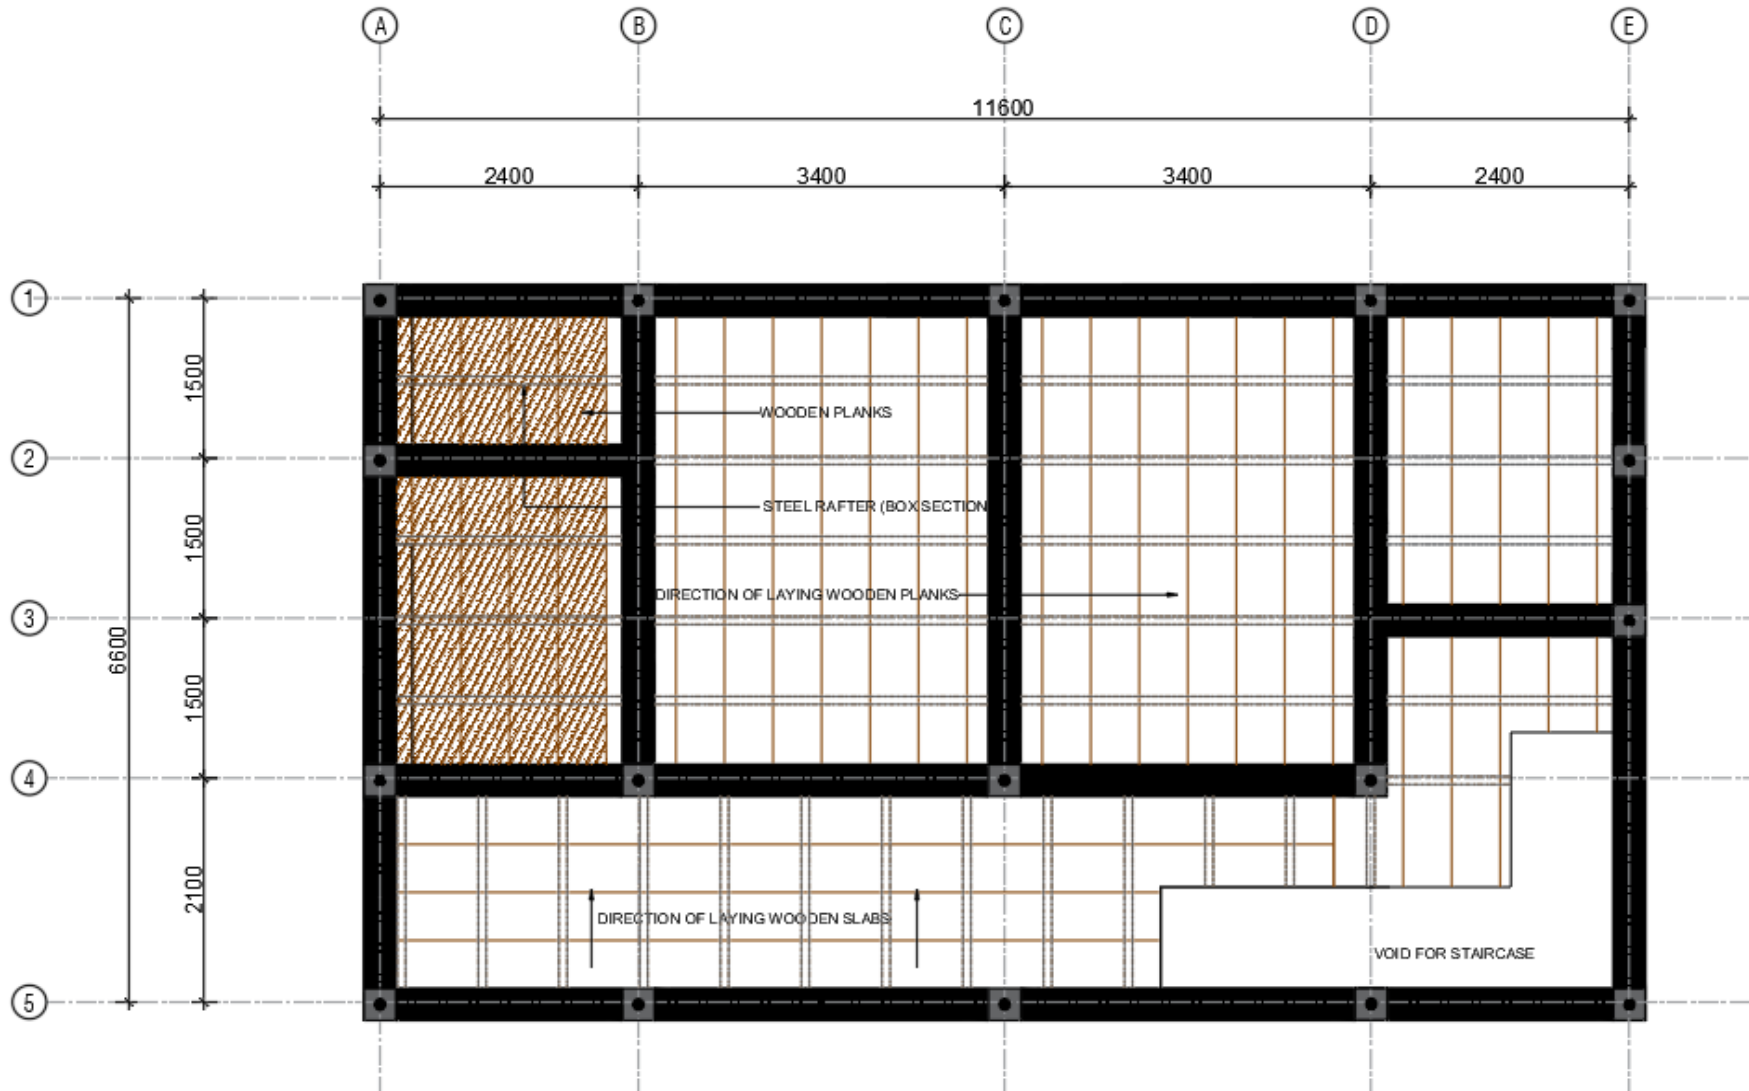 A B C D E
11600
2400 3400 3400 2400
1
1500
WOODEN PLANKS
2
STEEL RAFTER (BOX SECTION
1500
DIRECTION OF LAYING WOODEN PLANKS
3
6600
1500
4
2100
DIRECTION OF LAYING WOODEN SLABS
VOID FOR STAIRCASE
5